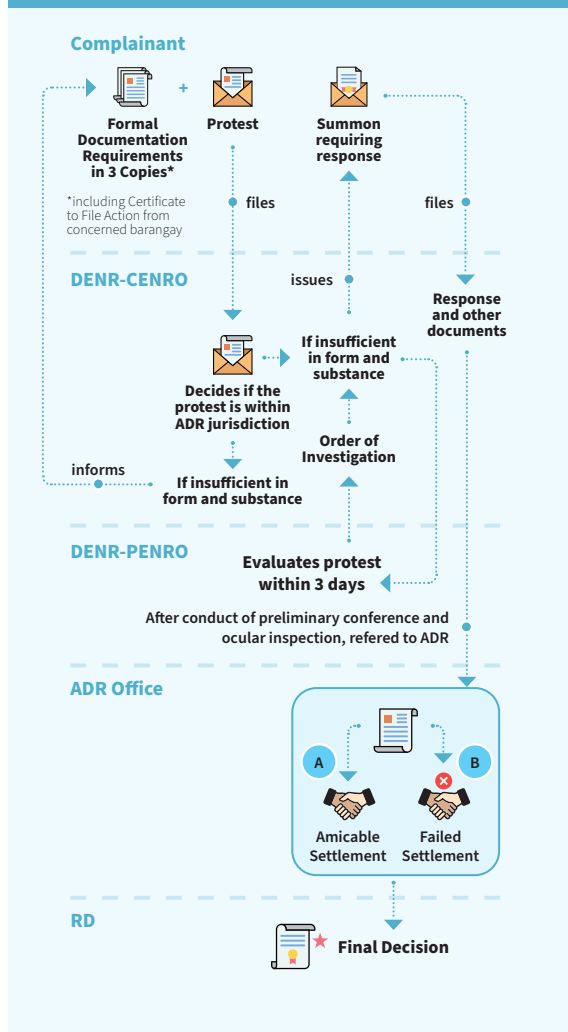 Complainant
+
Formal
Documentation
Requirements
in 3 Copies*
Protest
Summon
requiring
response
*including Certificate
to File Action from
concerned barangay
files
files
DENR-CENRO
issues
Response
and other
documents
If insufficient
in form and
substance
Decides if the
protest is within
ADR jurisdiction
Order of
Investigation
informs
If insufficient in
form and substance
DENR-PENRO
Evaluates protest
within 3 days
After conduct of preliminary conference and
ocular inspection, refered to ADR
ADR Office
A
B
Amicable
Settlement
Failed
Settlement
RD
Final Decision